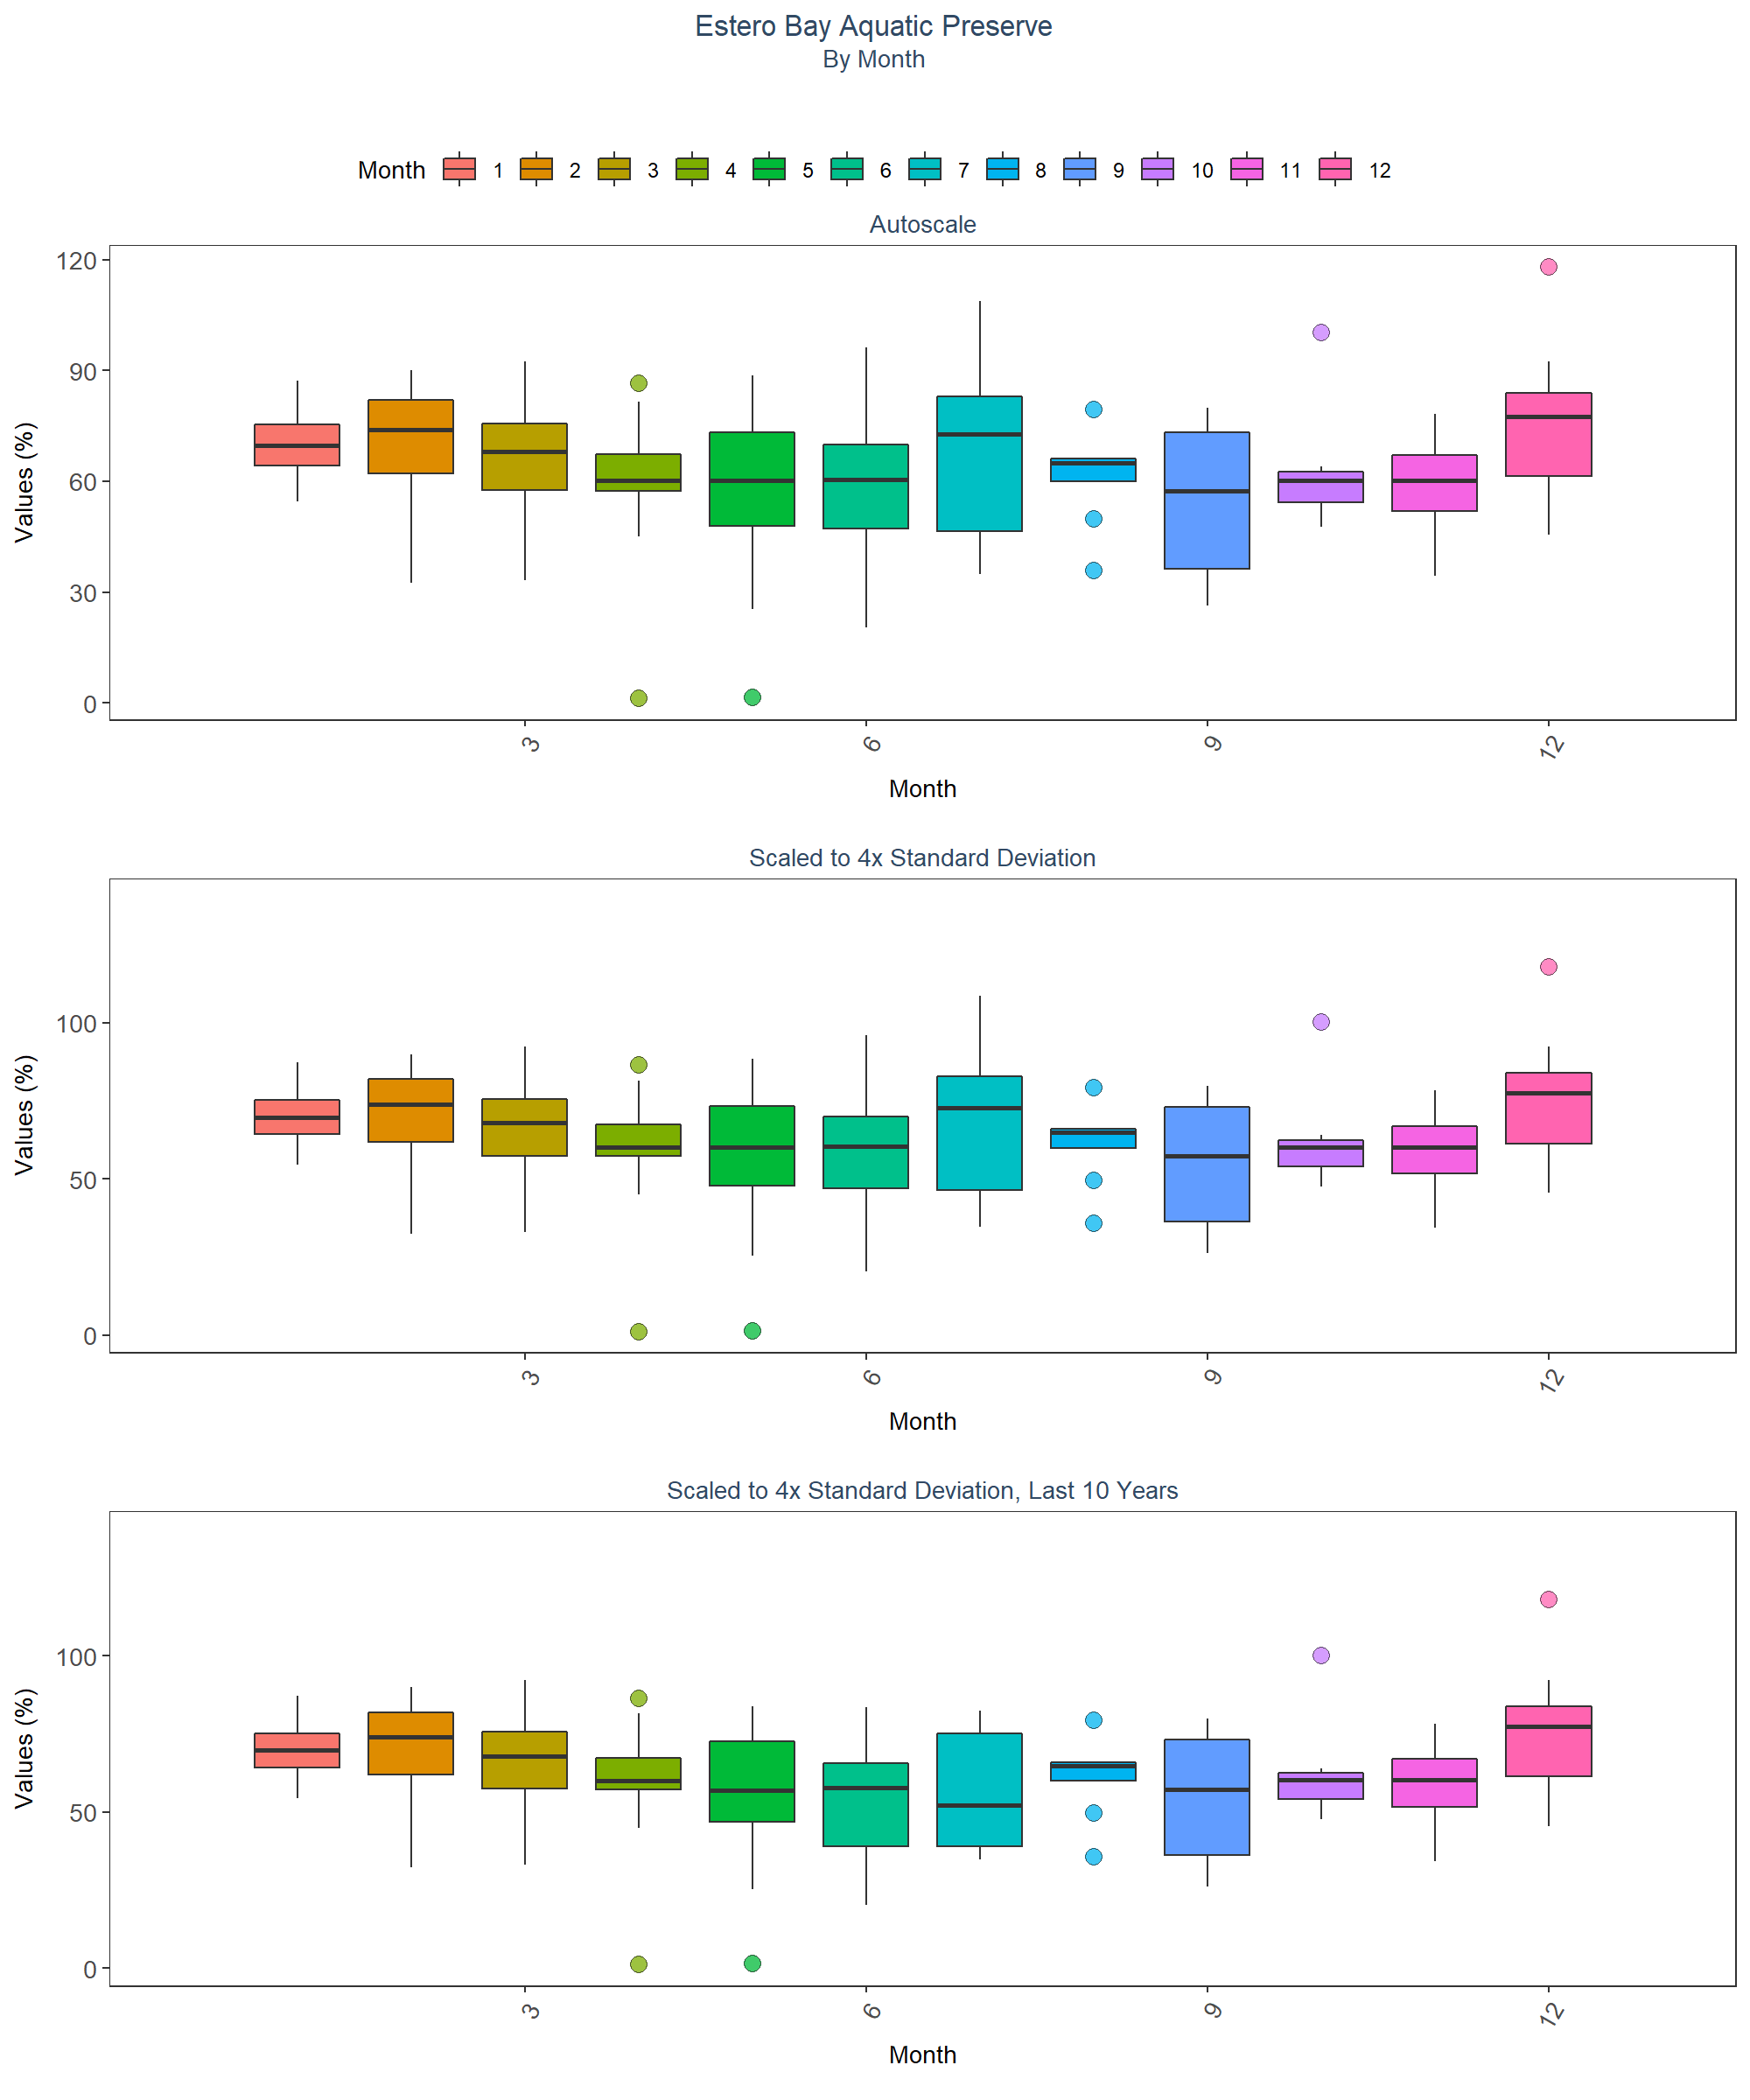 Estero Bay Aquatic Preserve
By Month
Month 1 2 3 4 5 6 7 8 9 10 11 12
Autoscale
Values (%)
120
90
60
30
0
3 6 9 12
Month
Scaled to 4x Standard Deviation
Values (%)
100
50
0
3 6 9 12
Month
Scaled to 4x Standard Deviation, Last 10 Years
Values (%)
100
50
0
3 6 9 12
Month